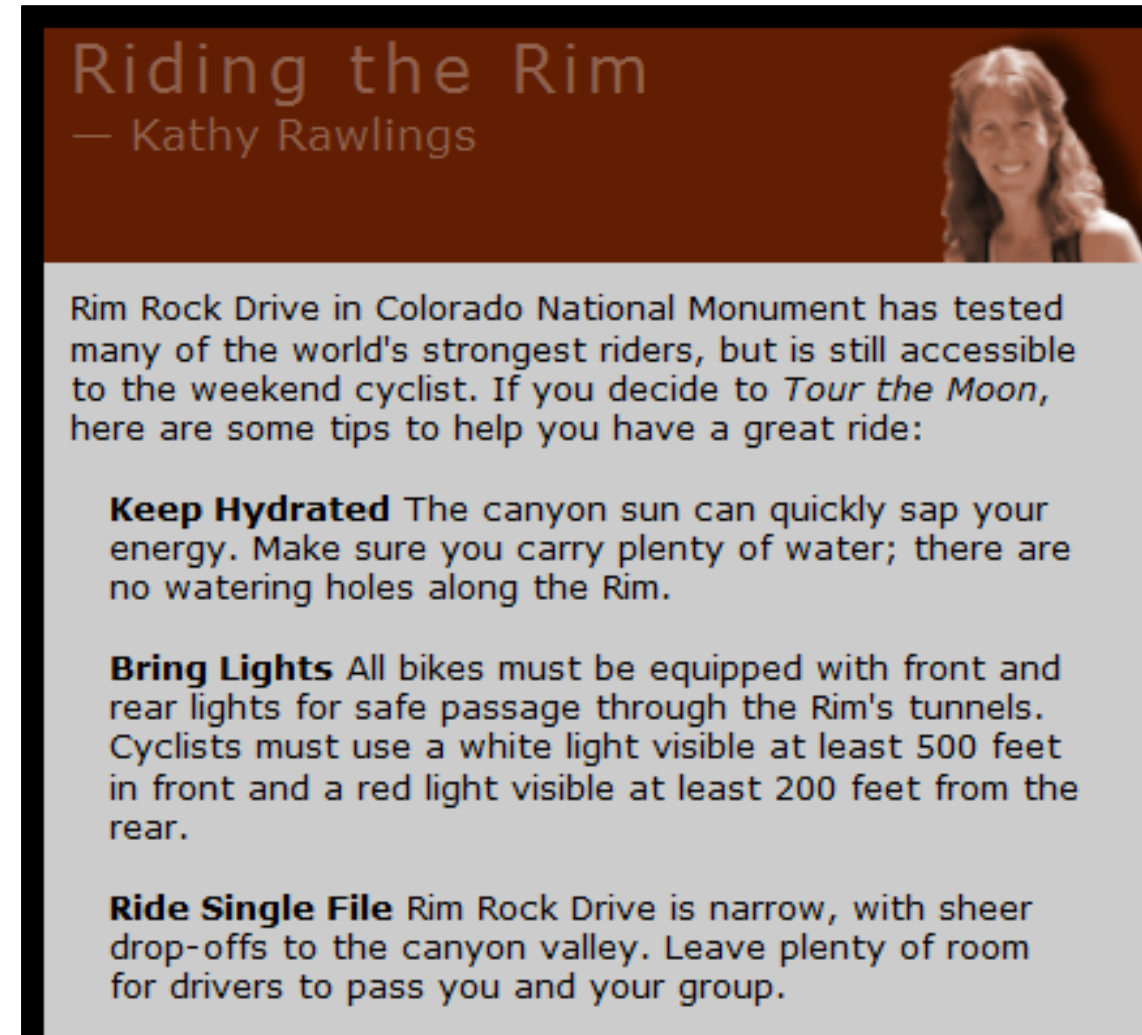 Riding the Rim
— Kathy Rawlings
Rim Rock Drive in Colorado National Monument has tested
many of the world's strongest riders, but is still accessible
to the weekend cyclist. If you decide to Tour the Moon,
here are some tips to help you have a great ride:
Keep Hydrated The canyon sun can quickly sap your
energy. Make sure you carry plenty of water; there are
no watering holes along the Rim.
Bring Lights All bikes must be equipped with front and
rear lights for safe passage through the Rim's tunnels.
Cyclists must use a white light visible at least 500 feet
in front and a red light visible at least 200 feet from the
rear.
Ride Single File Rim Rock Drive is narrow, with sheer
drop-offs to the canyon valley. Leave plenty of room
for drivers to pass you and your group.